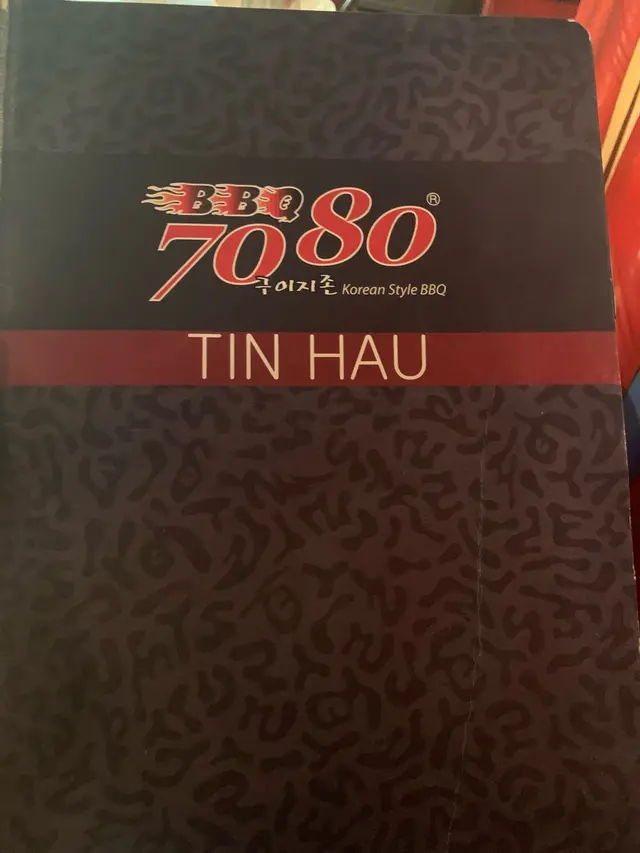 BBQ
7080®
구이지존 Korean Style BBQ
TIN HAU